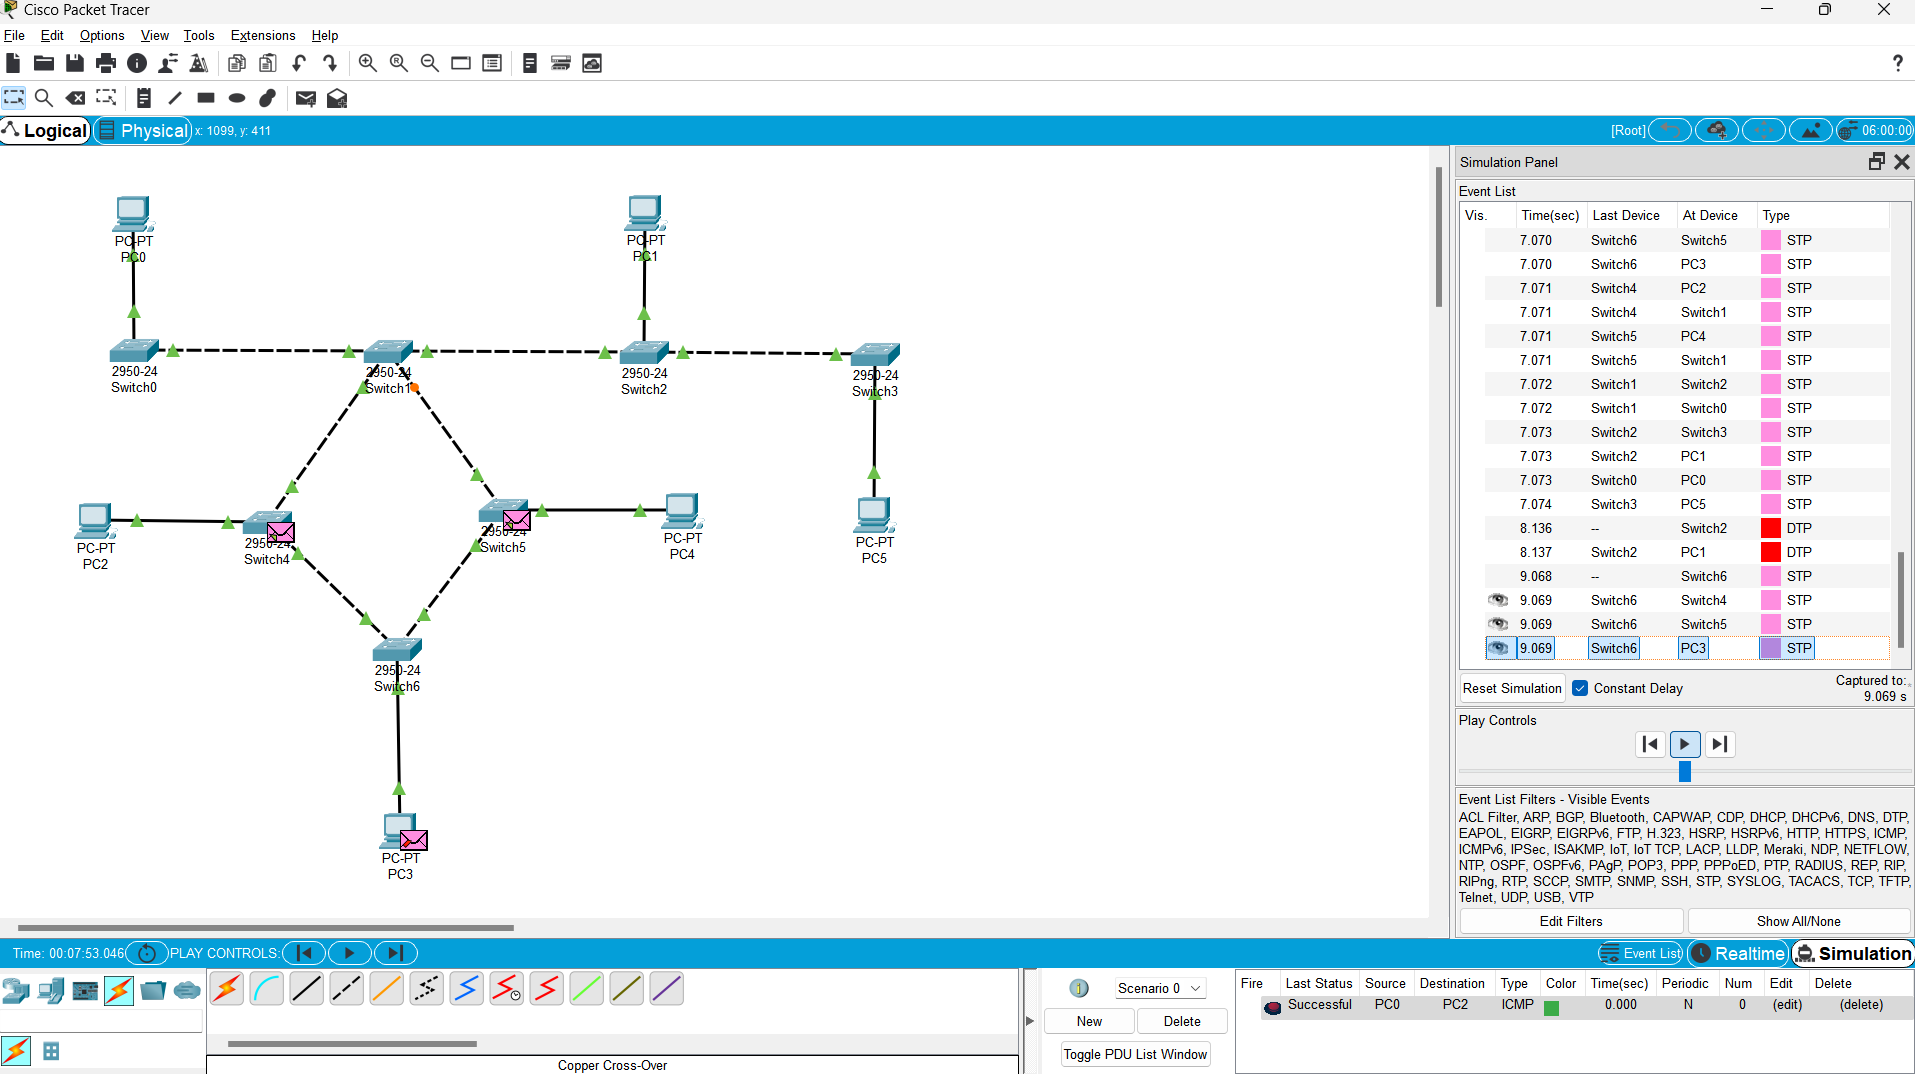 Cisco Packet Tracer
File Edit Options View Tools Extensions Help
Logical Physical x: 1099, y: 411 [Root] 06:00:00
PC-PT
PC0
PC-PT
PC1
2950-24
Switch0
2950-24
Switch1
2950-24
Switch2
2950-24
Switch3
PC-PT
PC2
2950-24
Switch4
2950-24
Switch5
PC-PT
PC4
PC-PT
PC5
2950-24
Switch6
PC-PT
PC3
Simulation Panel
Event List
Vis. Time(sec) Last Device At Device Type
7.070 Switch6 Switch5 STP
7.070 Switch6 PC3 STP
7.071 Switch4 PC2 STP
7.071 Switch4 Switch1 STP
7.071 Switch5 PC4 STP
7.071 Switch5 Switch1 STP
7.072 Switch1 Switch2 STP
7.072 Switch1 Switch0 STP
7.073 Switch2 Switch3 STP
7.073 Switch2 PC1 STP
7.073 Switch0 PC0 STP
7.074 Switch3 PC5 STP
8.136 -- Switch2 DTP
8.137 Switch2 PC1 DTP
9.068 -- Switch6 STP
9.069 Switch6 Switch4 STP
9.069 Switch6 Switch5 STP
9.069 Switch6 PC3 STP
Reset Simulation Constant Delay Captured to:
9.069 s
Play Controls
Event List Filters - Visible Events
ACL Filter, ARP, BGP, Bluetooth, CAPWAP, CDP, DHCP, DHCPv6, DNS, DTP,
EAPOL, EIGRP, EIGRPv6, FTP, H.323, HSRP, HSRPv6, HTTP, HTTPS, ICMP,
ICMPv6, IPSec, ISAKMP, IoT, IoT TCP, LACP, LLDP, Meraki, NDP, NETFLOW,
NTP, OSPF, OSPFv6, PAgP, POP3, PPP, PPPoED, PTP, RADIUS, REP, RIP,
RIPng, RTP, SCCP, SMTP, SNMP, SSH, STP, SYSLOG, TACACS, TCP, TFTP,
Telnet, UDP, USB, VTP
Edit Filters Show All/None
Time: 00:07:53.046 PLAY CONTROLS: Event List Realtime Simulation
Scenario 0
New Delete
Toggle PDU List Window
Fire Last Status Source Destination Type Color Time(sec) Periodic Num Edit Delete
Successful PC0 PC2 ICMP 0.000 N 0 (edit) (delete)
Copper Cross-Over